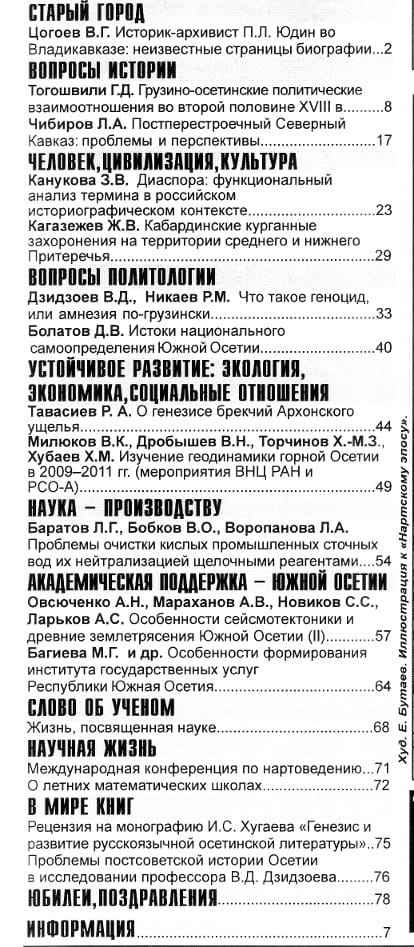 СТАРЫЙ ГОРОД
Цогоев В.Г. Историк-архивист П.Л. Юдин во
Владикавказе: неизвестные страницы биографии...2
ВОПРОСЫ ИСТОРИИ
Тогошвили Г.Д. Грузино-осетинские политические
взаимоотношения во второй половине XVIII в..........8
Чибиров Л.А. Постперестроечный Северный
Кавказ: проблемы и перспективы..........................17
ЧЕЛОВЕК,ЦИВИЛИЗАЦИЯ,КУЛЬТУРА
Канукова З.В. Диаспора: функциональный
анализ термина в российском
историографическом контексте............................23
Кагазежев Ж.В. Кабардинские курганные
захоронения на территории среднего и нижнего
Притеречья..........................................................29
ВОПРОСЫ ПОЛИТОЛОГИИ
Дзидзоев В.Д., Никаев Р.М. Что такое геноцид,
или амнезия по-грузински.....................................33
Болатов Д.В. Истоки национального
самоопределения Южной Осетии........................40
УСТОЙЧИВОЕ РАЗВИТИЕ: ЭКОЛОГИЯ,
ЭКОНОМИКА,СОЦИАЛЬНЫЕ ОТНОШЕНИЯ
Тавасиев Р. А. О генезисе брекчий Архонского
ущелья..................................................................44
Милюков В.К., Дробышев В.Н., Торчинов Х.-М.З.,
Хубаев Х.М. Изучение геодинамики горной Осетии
в 2009–2011 гг. (мероприятия ВНЦ РАН и
РСО-А)..................................................................49
НАУКА – ПРОИЗВОДСТВУ
Баратов Л.Г., Бобков В.О., Воропанова Л.А.
Проблемы очистки кислых промышленных сточных
вод их нейтрализацией щелочными реагентами....54
АКАДЕМИЧЕСКАЯ ПОДДЕРЖКА – ЮЖНОЙ ОСЕТИИ
Овсюченко А.Н., Мараханов А.В., Новиков С.С.,
Ларьков А.С. Особенности сейсмотектоники и
древние землетрясения Южной Осетии (II)..........57
Багиева М.Г. и др. Особенности формирования
института государственных услуг
Республики Южная Осетия..................................64
СЛОВО ОБ УЧЕНОМ
Жизнь, посвященная науке..................................68
НАУЧНАЯ ЖИЗНЬ
Международная конференция по нартоведению...71
О летних математических школах......................72
В МИРЕ КНИГ
Рецензия на монографию И.С. Хугаева «Генезис и
развитие русскоязычной осетинской литературы»..75
Проблемы постсоветской истории Осетии
в исследовании профессора В.Д. Дзидзоева..........76
ЮБИЛЕИ,ПОЗДРАВЛЕНИЯ......................78
ИНФОРМАЦИЯ..................................7
Худ. Е. Бутаев. Иллюстрация к «Нартскому эпосу».